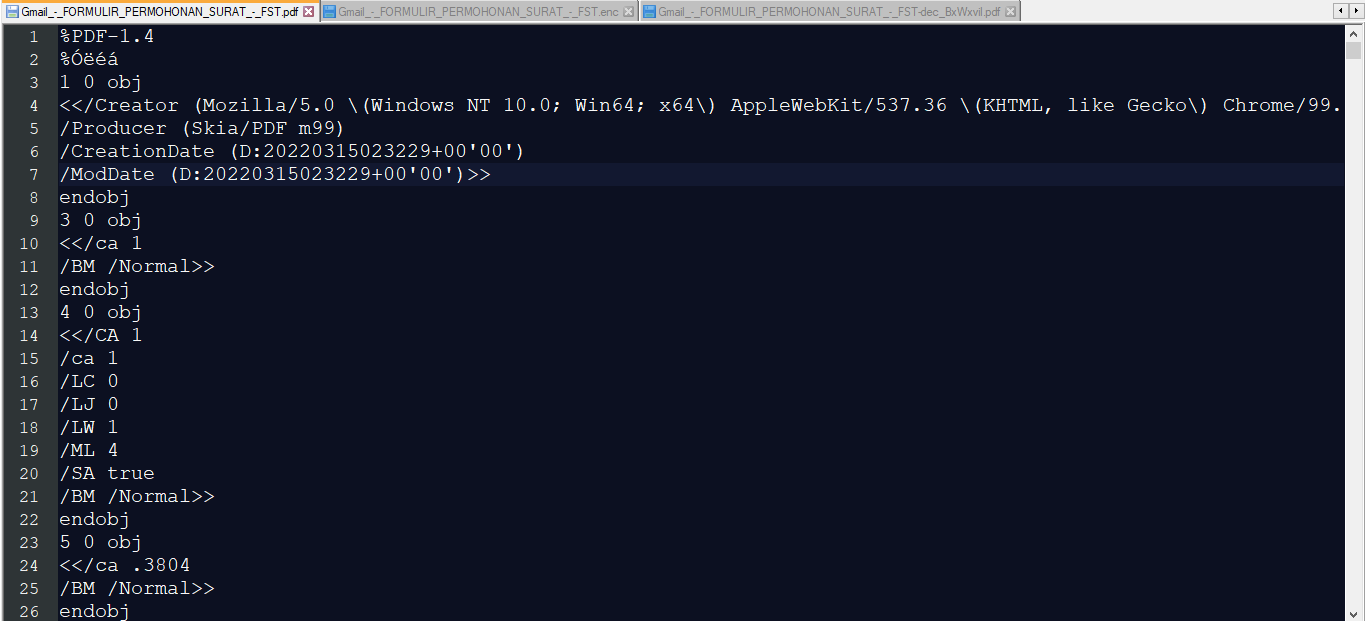 Gmail_-_FORMULIR_PERMOHONAN_SURAT_-_FST.pdf Gmail_-_FORMULIR_PERMOHONAN_SURAT_-_FST.enc Gmail_-_FORMULIR_PERMOHONAN_SURAT_-_FST-dec_BxWxvil.pdf
1 %PDF-1.4
2 %Óëéá
3 1 0 obj
4 <</Creator (Mozilla/5.0 \(Windows NT 10.0; Win64; x64\) AppleWebKit/537.36 \(KHTML, like Gecko\) Chrome/99.
5 /Producer (Skia/PDF m99)
6 /CreationDate (D:20220315023229+00'00')
7 /ModDate (D:20220315023229+00'00')>>
8 endobj
9 3 0 obj
10 <</ca 1
11 /BM /Normal>>
12 endobj
13 4 0 obj
14 <</CA 1
15 /ca 1
16 /LC 0
17 /LJ 0
18 /LW 1
19 /ML 4
20 /SA true
21 /BM /Normal>>
22 endobj
23 5 0 obj
24 <</ca .3804
25 /BM /Normal>>
26 endobj